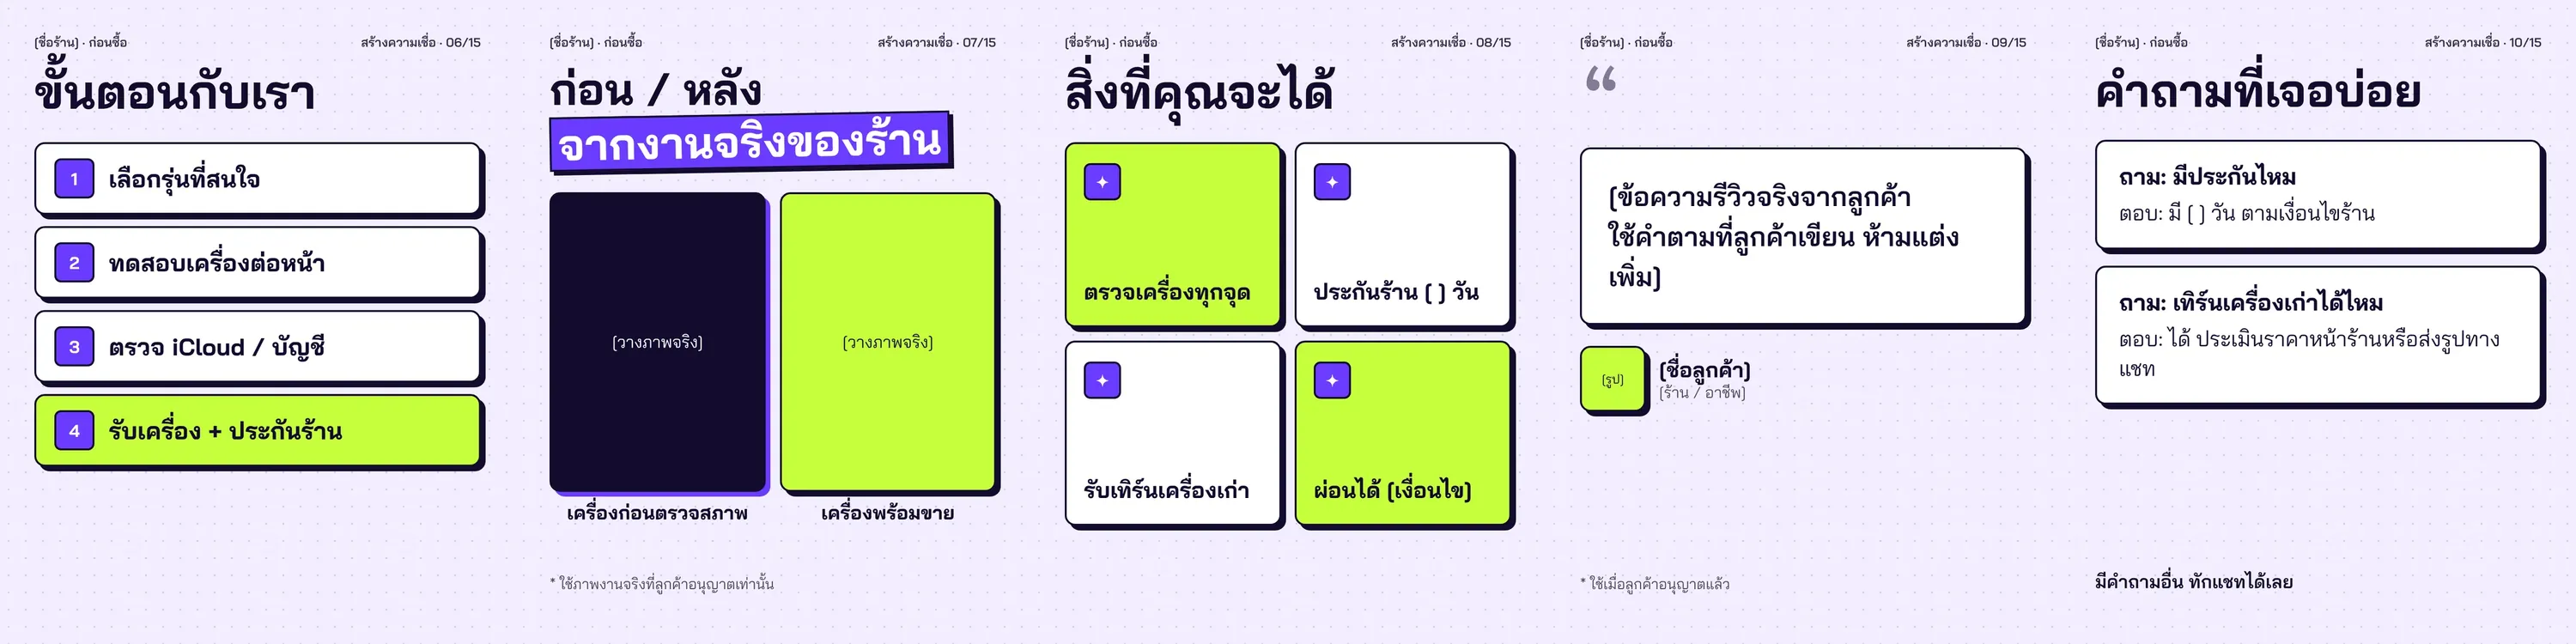 (ชื่อร้าน) · ก่อนซื้อ
สร้างความเชื่อ · 06/15
ขั้นตอนกับเรา
1 เลือกรุ่นที่สนใจ
2 ทดสอบเครื่องต่อหน้า
3 ตรวจ iCloud / บัญชี
4 รับเครื่อง + ประกันร้าน
(ชื่อร้าน) · ก่อนซื้อ
สร้างความเชื่อ · 07/15
ก่อน / หลัง
จากงานจริงของร้าน
(วางภาพจริง)
(วางภาพจริง)
เครื่องก่อนตรวจสภาพ
เครื่องพร้อมขาย
* ใช้ภาพงานจริงที่ลูกค้าอนุญาตเท่านั้น
(ชื่อร้าน) · ก่อนซื้อ
สร้างความเชื่อ · 08/15
สิ่งที่คุณจะได้
ตรวจเครื่องทุกจุด
ประกันร้าน ( ) วัน
รับเทิร์นเครื่องเก่า
ผ่อนได้ (เงื่อนไข)
(ชื่อร้าน) · ก่อนซื้อ
สร้างความเชื่อ · 09/15
“
(ข้อความรีวิวจริงจากลูกค้า
ใช้คำตามที่ลูกค้าเขียน ห้ามแต่ง
เพิ่ม)
(รูป)
(ชื่อลูกค้า)
(ร้าน / อาชีพ)
* ใช้เมื่อลูกค้าอนุญาตแล้ว
(ชื่อร้าน) · ก่อนซื้อ
สร้างความเชื่อ · 10/15
คำถามที่เจอบ่อย
ถาม: มีประกันไหม
ตอบ: มี ( ) วัน ตามเงื่อนไขร้าน
ถาม: เทิร์นเครื่องเก่าได้ไหม
ตอบ: ได้ ประเมินราคาหน้าร้านหรือส่งรูปทาง
แชท
มีคำถามอื่น ทักแชทได้เลย